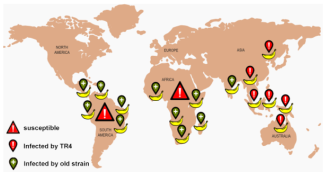 NORTH
AMERICA
EUROPE
ASIA
AFRICA
SOUTH
AMERICA
AUSTRALIA
susceptible
Infected by TR4
Infected by old strain